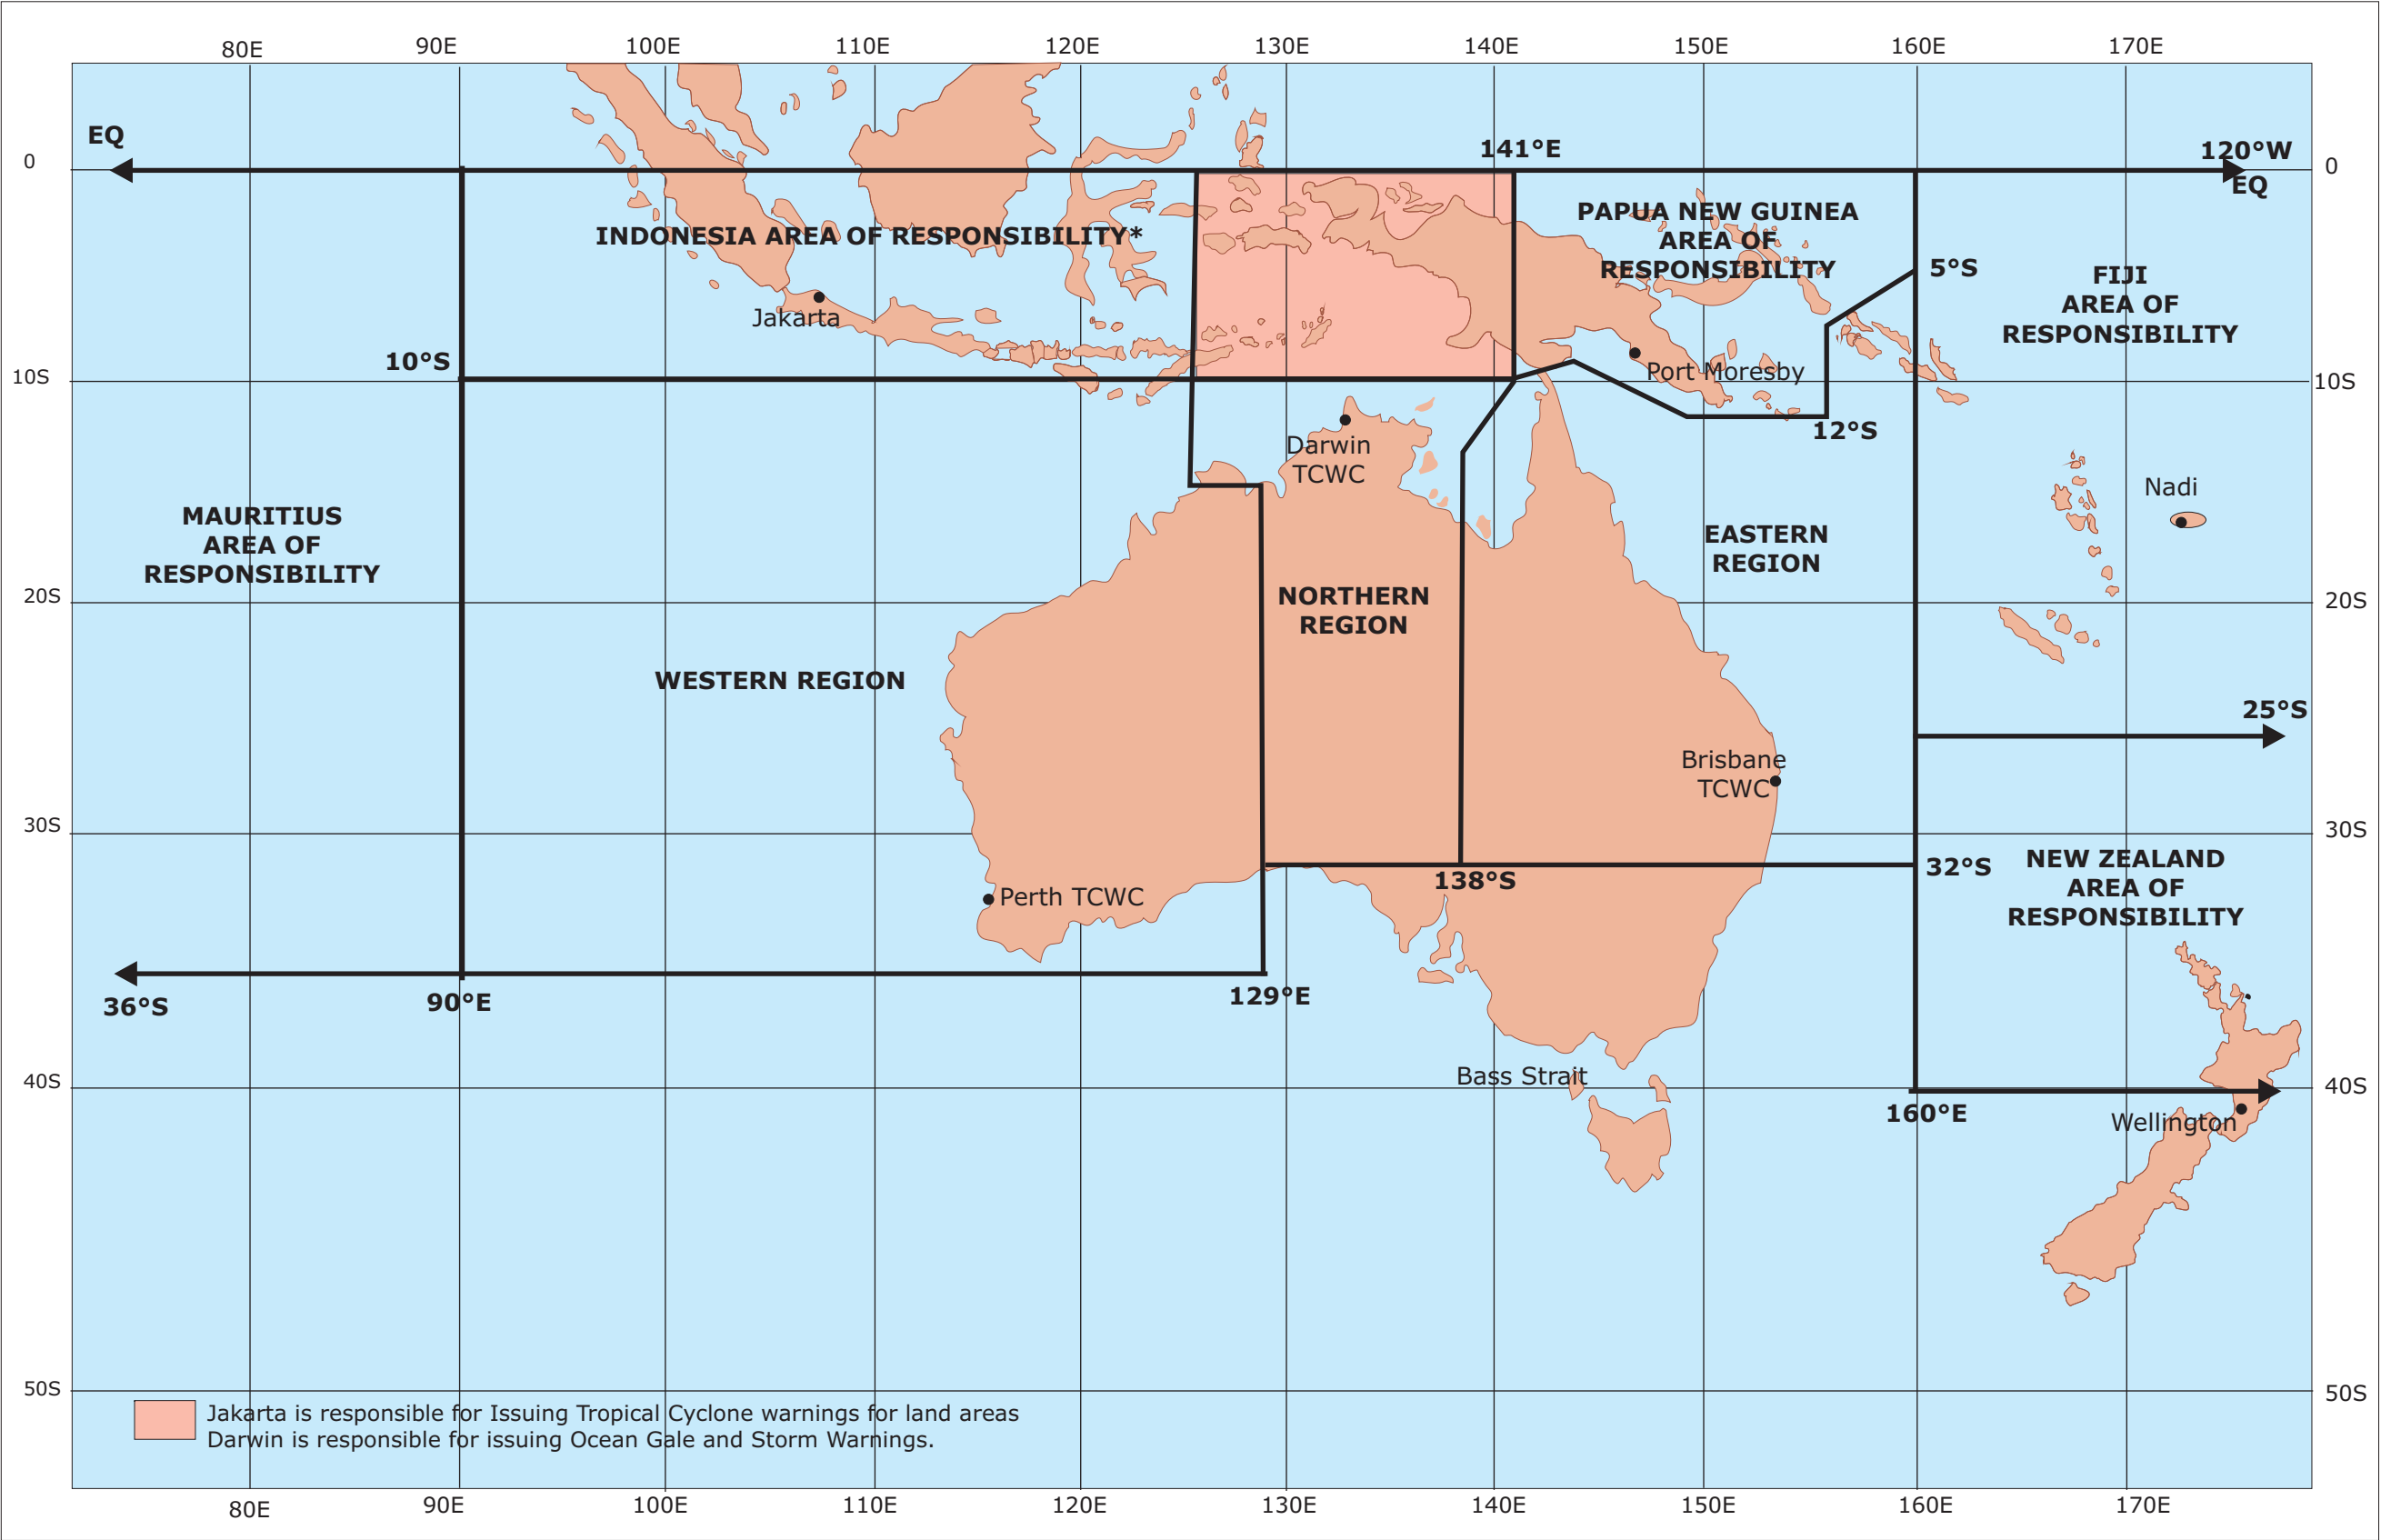 80E
90E
100E
110E
120E
130E
140E
150E
160E
170E
EQ
141°E
120°W
0
0
EQ
PAPUA NEW GUINEA
AREA OF
RESPONSIBILITY
INDONESIA AREA OF RESPONSIBILITY*
5°S
FIJI
AREA OF
RESPONSIBILITY
Jakarta
10°S
Port Moresby
10S
10S
12°S
Darwin
TCWC
Nadi
MAURITIUS
AREA OF
RESPONSIBILITY
EASTERN
REGION
NORTHERN
REGION
20S
20S
WESTERN REGION
25°S
Brisbane
TCWC
30S
30S
32°S
138°S
NEW ZEALAND
AREA OF
RESPONSIBILITY
Perth TCWC
36°S
90°E
129°E
Bass Strait
40S
40S
160°E
Wellington
50S
50S
Jakarta is responsible for Issuing Tropical Cyclone warnings for land areas
Darwin is responsible for issuing Ocean Gale and Storm Warnings.
80E
90E
100E
110E
120E
130E
140E
150E
160E
170E